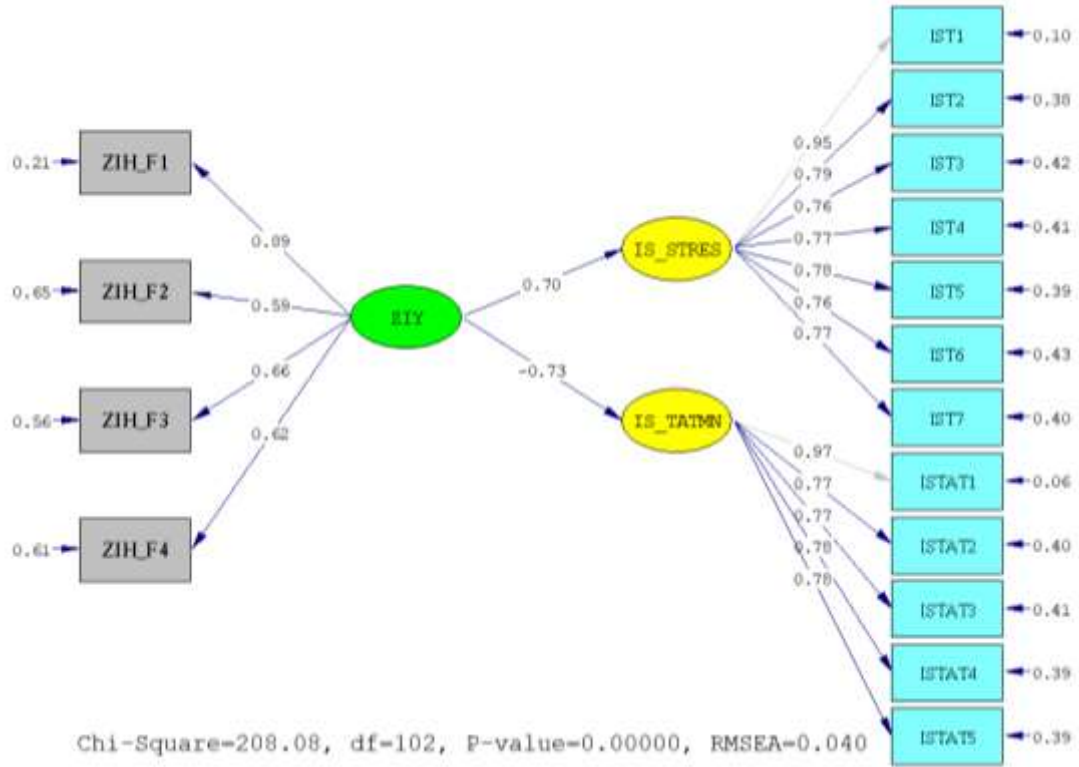 IST1
0.10
IST2
0.38
0.95
ZIH_F1
0.21
0.79
IST3
0.42
0.76
IST4
0.41
0.89
0.77
IS_STRES
ZIH_F2
0.65
0.59
0.70
0.78
IST5
0.39
ZIY
0.76
IST6
0.43
0.66
-0.73
0.77
IST7
0.40
ZIH_F3
0.56
0.62
IS_TATMN
0.97
ISTAT1
0.06
0.77
0.77
ISTAT2
0.40
ZIH_F4
0.61
0.78
0.78
ISTAT3
0.41
ISTAT4
0.39
ISTAT5
0.39
Chi-Square=208.08, df=102, P-value=0.00000, RMSEA=0.040